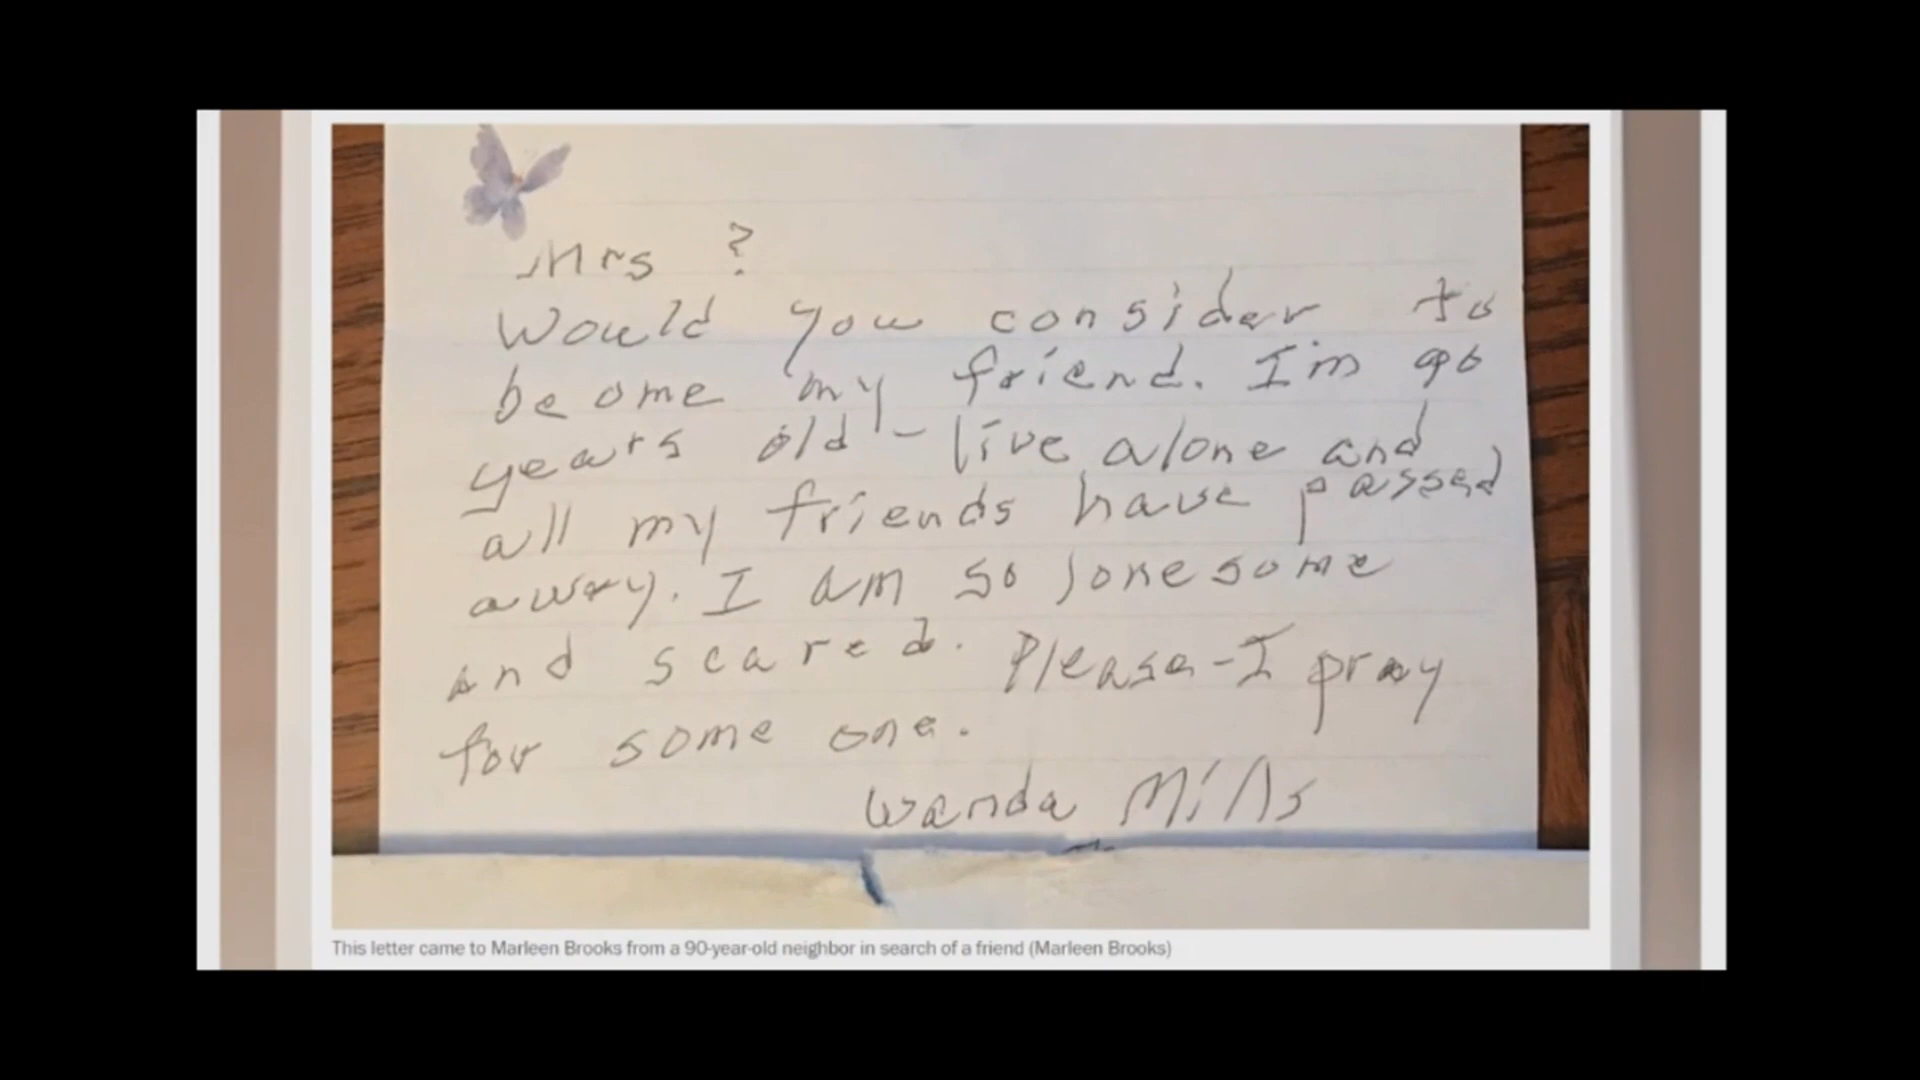 Mrs ?
Would you consider to
be ome my friend. I'm 90
years old - live alone and
all my friends have passed
away. I am so lonesome
and scared. Please - I pray
for some one.
Wanda Mills
This letter came to Marleen Brooks from a 90-year-old neighbor in search of a friend (Marleen Brooks)